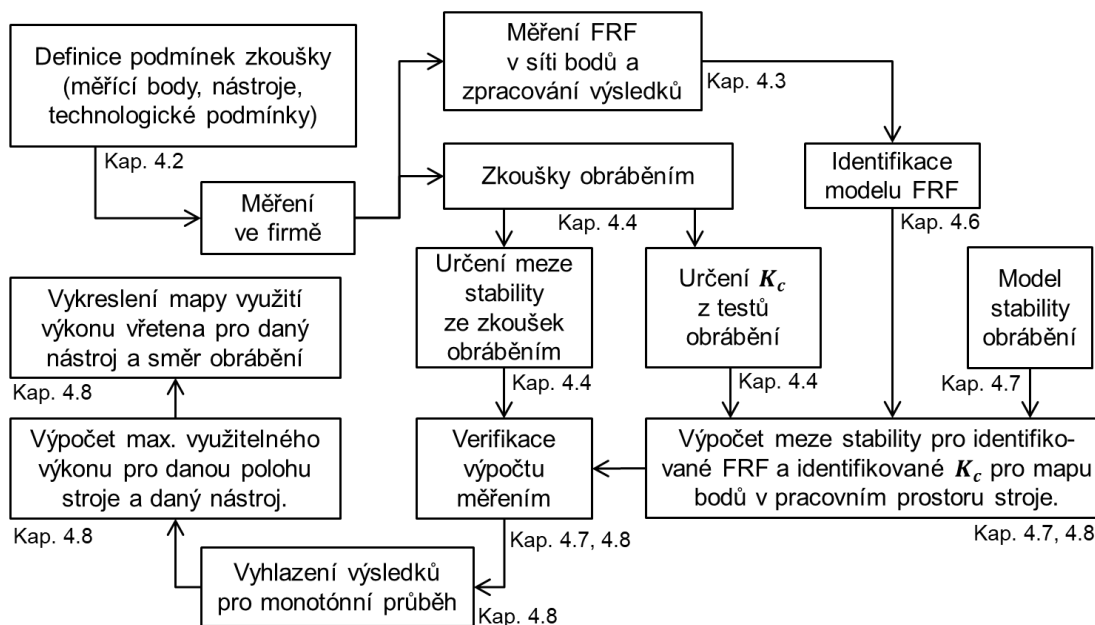 Definice podmínek zkoušky
(měřící body, nástroje,
technologické podmínky)
Kap. 4.2
Měření
ve firmě
Měření FRF
v síti bodů a
zpracování výsledků
Kap. 4.3
Zkoušky obráběním
Kap. 4.4
Identifikace
modelu FRF
Kap. 4.6
Určení meze
stability
ze zkoušek
obráběním
Kap. 4.4
Určení Kc
z testů
obrábění
Kap. 4.4
Model
stability
obrábění
Kap. 4.7
Výpočet meze stability pro identifiko-
vané FRF a identifikované Kc pro mapu
bodů v pracovním prostoru stroje.
Kap. 4.7, 4.8
Verifikace
výpočtu
měřením
Kap. 4.7, 4.8
Vyhlazení výsledků
pro monotónní průběh
Kap. 4.8
Výpočet max. využitelného
výkonu pro danou polohu
stroje a daný nástroj.
Kap. 4.8
Vykreslení mapy využití
výkonu vřetena pro daný
nástroj a směr obrábění
Kap. 4.8